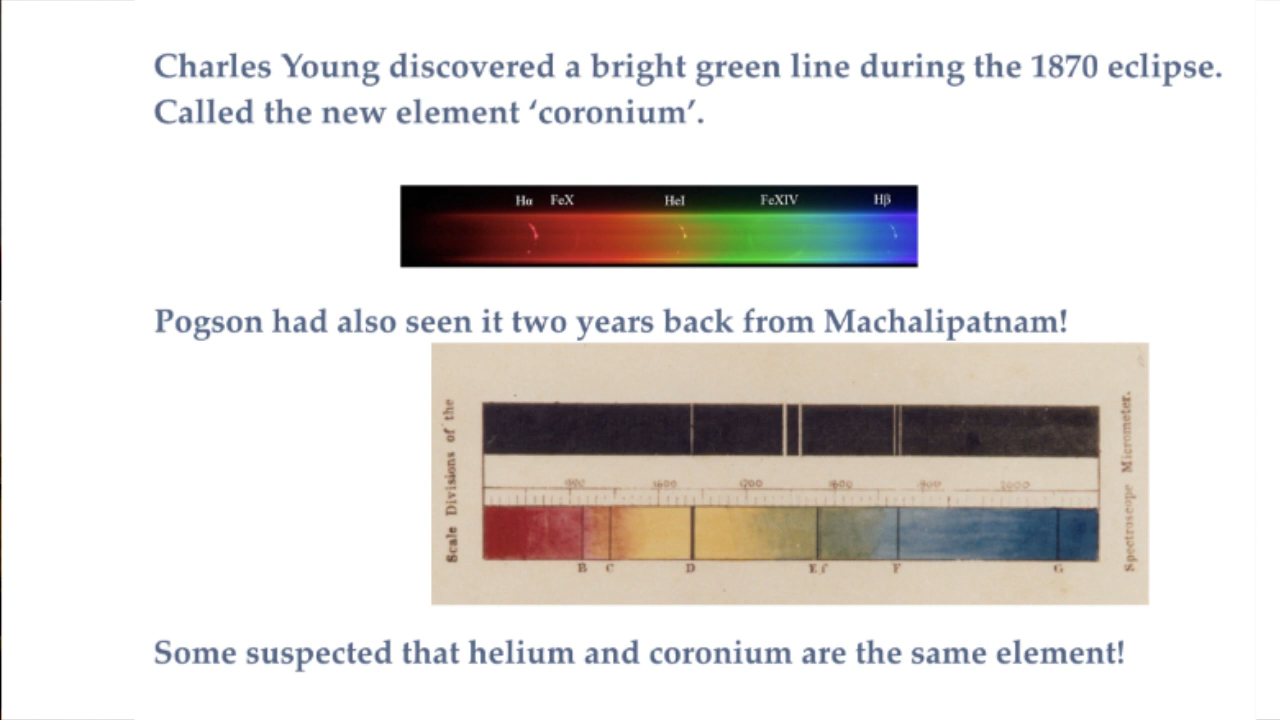 Charles Young discovered a bright green line during the 1870 eclipse.
Called the new element ‘coronium’.
Hα FeX HeI FeXIV Hβ
Pogson had also seen it two years back from Machalipatnam!
Scale Divisions of the
Spectroscope Micrometer.
B C D E f F G
Some suspected that helium and coronium are the same element!